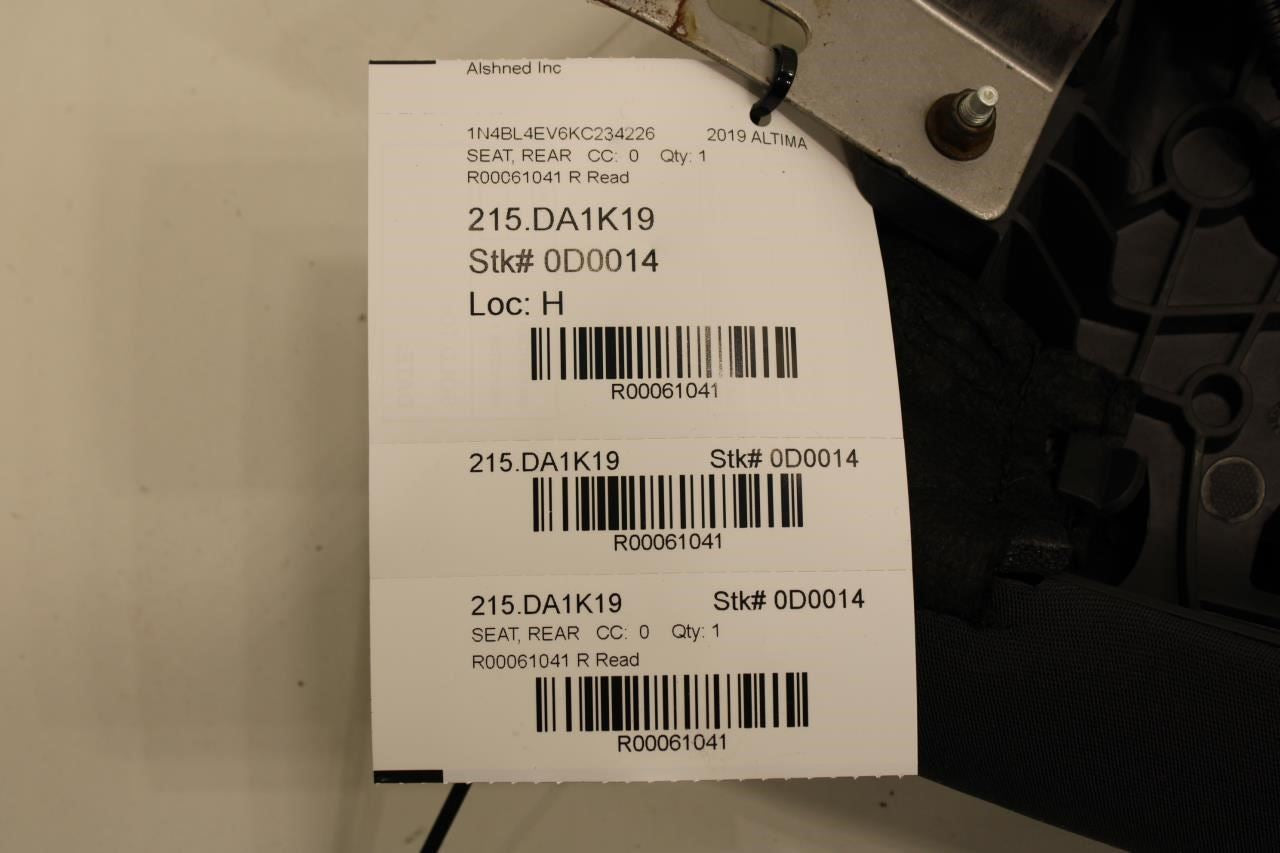 Alshned Inc
1N4BL4EV6KC234226 2019 ALTIMA
SEAT, REAR CC: 0 Qty: 1
R00061041 R Read
215.DA1K19
Stk# 0D0014
Loc: H
R00061041
215.DA1K19 Stk# 0D0014
R00061041
215.DA1K19 Stk# 0D0014
SEAT, REAR CC: 0 Qty: 1
R00061041 R Read
R00061041